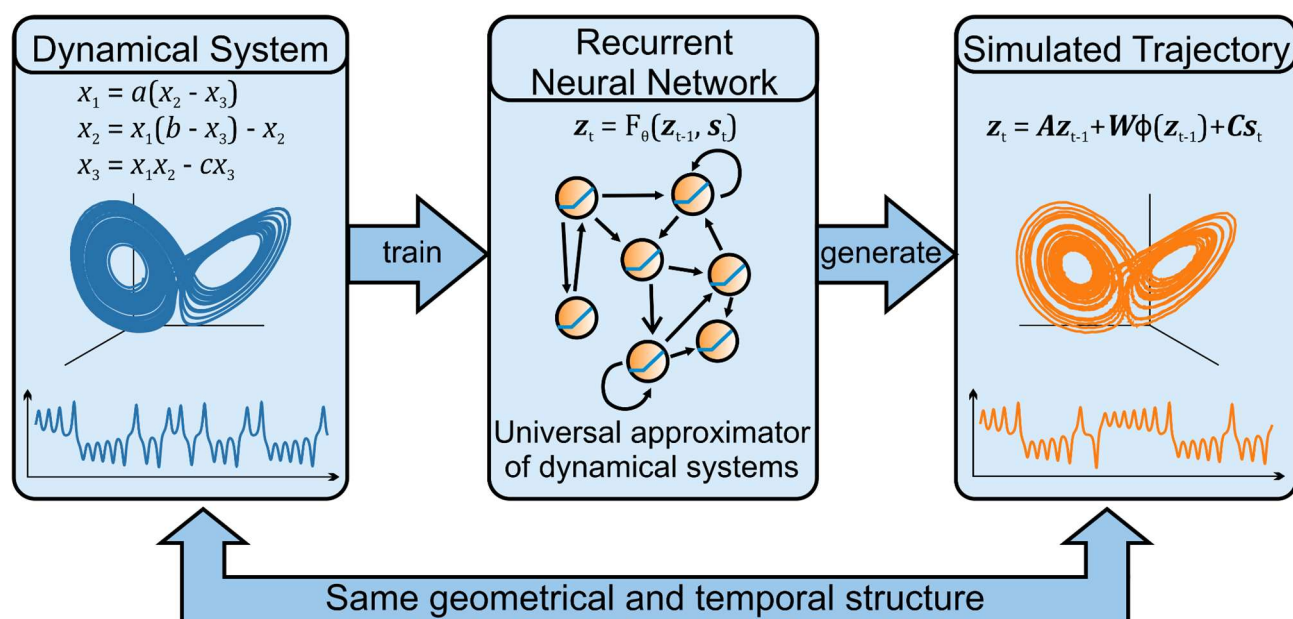 Dynamical System
x₁ = a(x₂ - x₃)
x₂ = x₁(b - x₃) - x₂
x₃ = x₁x₂ - cx₃
train
Recurrent
Neural Network
z_t = F_θ(z_t-1, s_t)
Universal approximator
of dynamical systems
generate
Simulated Trajectory
z_t = Az_t-1+Wϕ(z_t-1)+Cs_t
Same geometrical and temporal structure